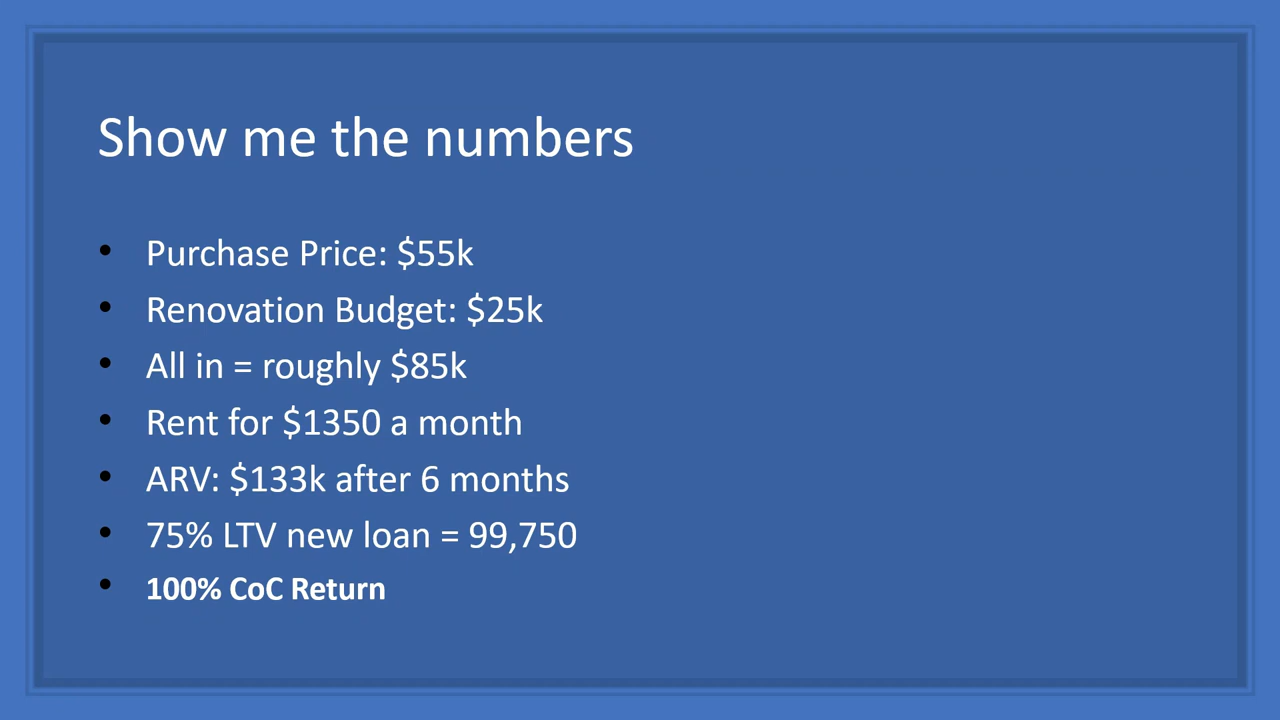 Show me the numbers
• Purchase Price: $55k
• Renovation Budget: $25k
• All in = roughly $85k
• Rent for $1350 a month
• ARV: $133k after 6 months
• 75% LTV new loan = 99,750
• 100% CoC Return